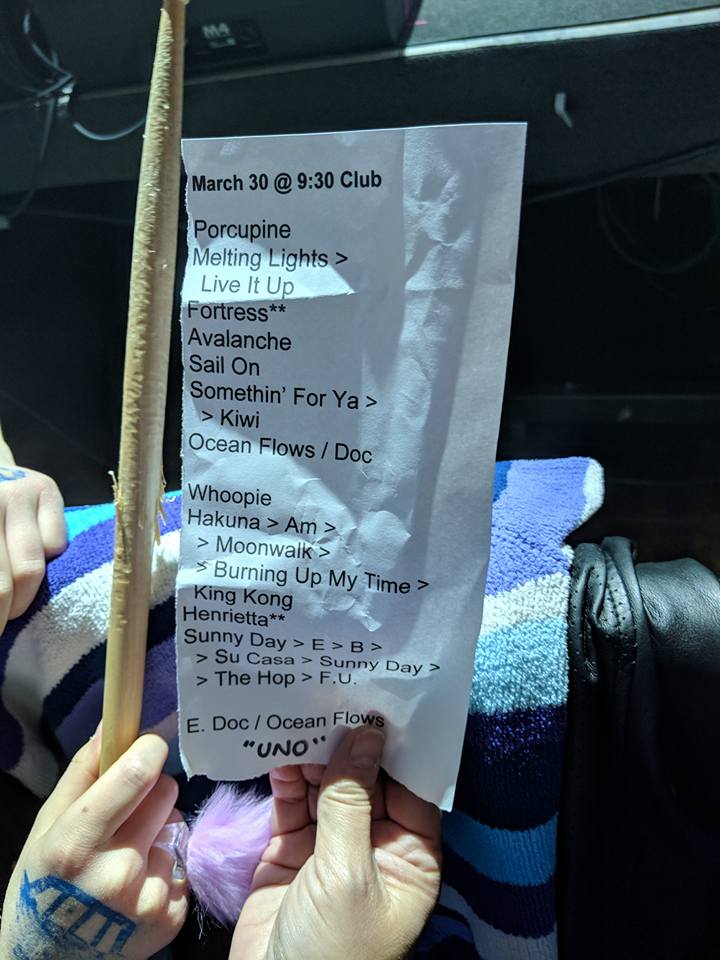 M4
March 30 @ 9:30 Club
Porcupine
Melting Lights >
Live It Up
Fortress**
Avalanche
Sail On
Somethin' For Ya >
> Kiwi
Ocean Flows / Doc
Whoopie
Hakuna > Am >
> Moonwalk >
> Burning Up My Time >
King Kong
Henrietta**
Sunny Day > E > B >
> Su Casa > Sunny Day >
> The Hop > F.U.
E. Doc / Ocean Flows
"UNO"